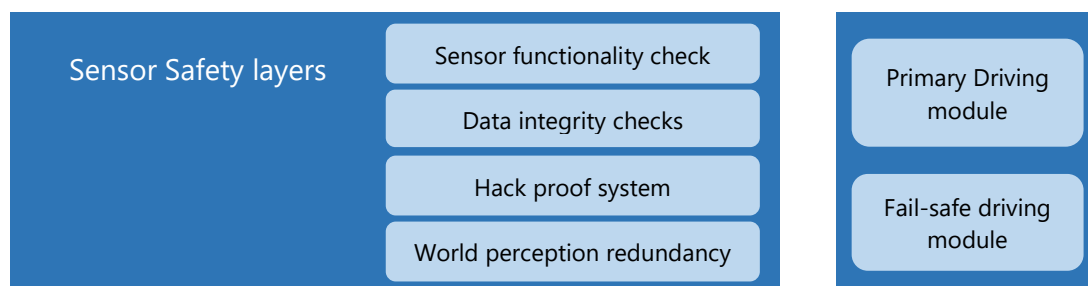 Sensor Safety layers
Sensor functionality check
Data integrity checks
Hack proof system
World perception redundancy
Primary Driving
module
Fail-safe driving
module